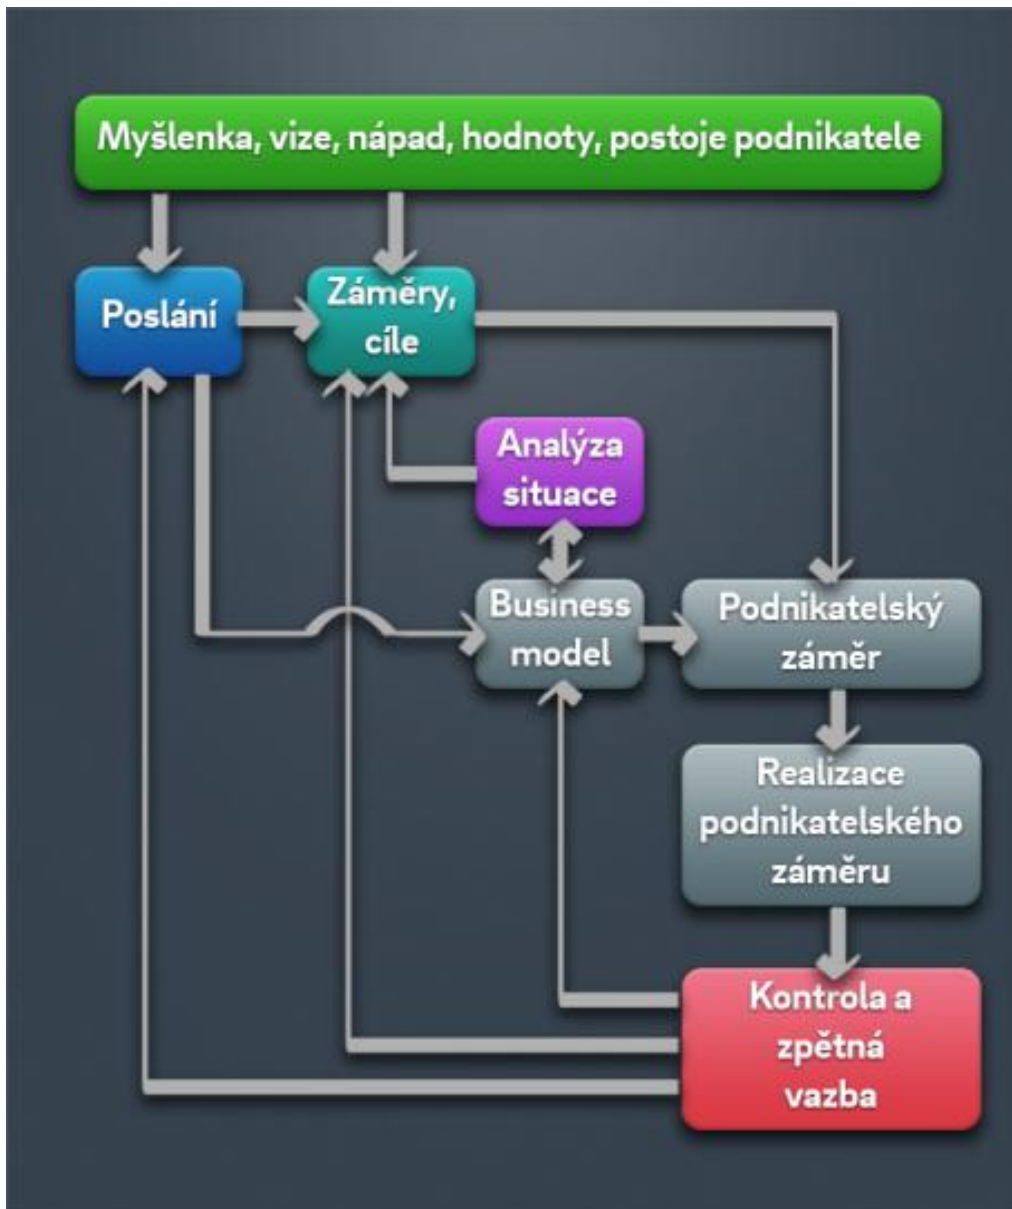 Myšlenka, vize, nápad, hodnoty, postoje podnikatele
Poslání
Záměry,
cíle
Analýza
situace
Business
model
Podnikatelský
záměr
Realizace
podnikatelského
záměru
Kontrola a
zpětná
vazba